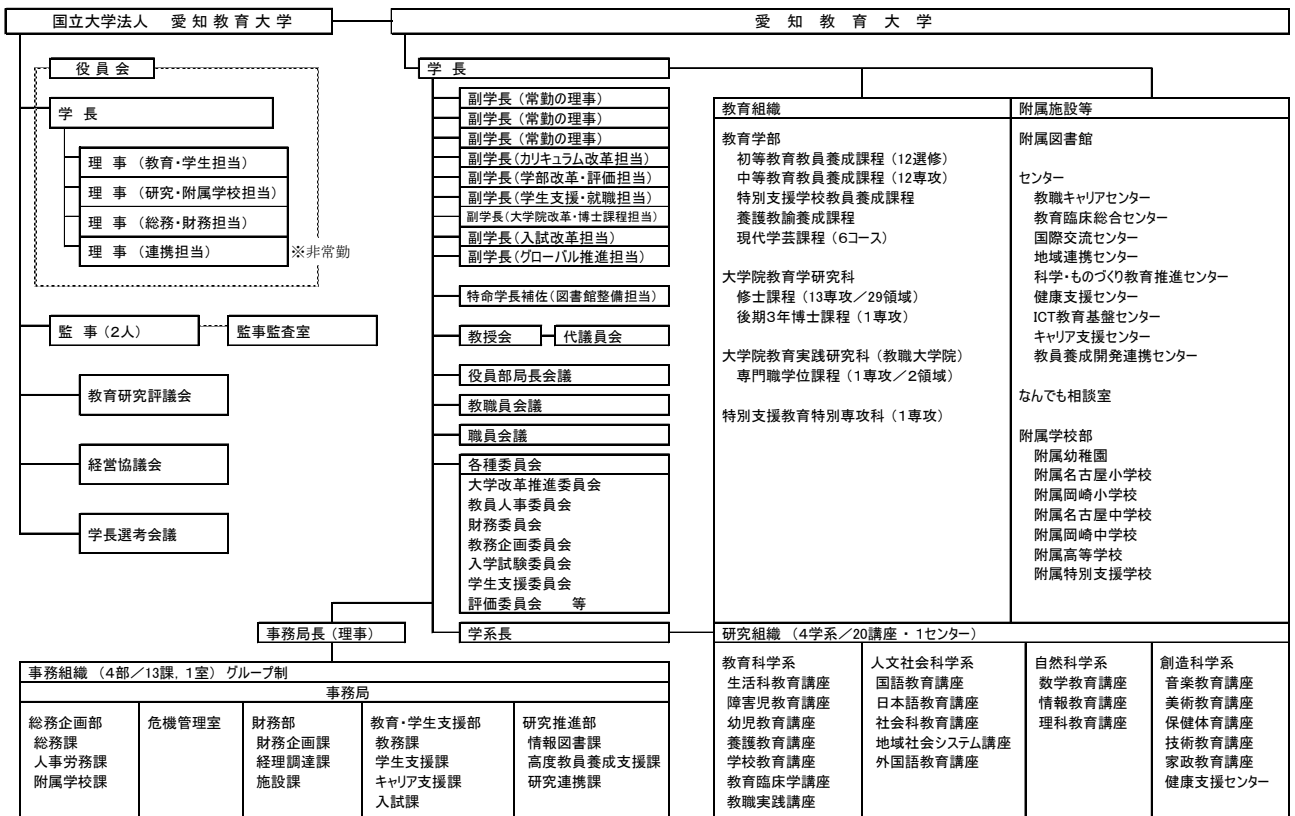 国立大学法人 愛知教育大学
愛知教育大学
役員会
学 長
理 事 (教育・学生担当)
理 事 (研究・附属学校担当)
理 事 (総務・財務担当)
理 事 (連携担当)
※非常勤
監 事 (2人)
監事監査室
教育研究評議会
経営協議会
学長選考会議
学 長
副学長 (常勤の理事)
副学長 (常勤の理事)
副学長 (常勤の理事)
副学長 (カリキュラム改革担当)
副学長 (学部改革・評価担当)
副学長 (学生支援・就職担当)
副学長 (大学院改革・博士課程担当)
副学長 (入試改革担当)
副学長 (グローバル推進担当)
特命学長補佐 (図書館整備担当)
教授会
代議員会
役員部局長会議
教職員会議
職員会議
各種委員会
大学改革推進委員会
教員人事委員会
財務委員会
教務企画委員会
入学試験委員会
学生支援委員会
評価委員会 等
事務局長 (理事)
学系長
教育組織
教育学部
初等教育教員養成課程 (12選修)
中等教育教員養成課程 (12専攻)
特別支援学校教員養成課程
養護教諭養成課程
現代学芸課程 (6コース)
大学院教育学研究科
修士課程 (13専攻/29領域)
後期3年博士課程 (1専攻)
大学院教育実践研究科 (教職大学院)
専門職学位課程 (1専攻/2領域)
特別支援教育特別専攻科 (1専攻)
附属施設等
附属図書館
センター
教職キャリアセンター
教育臨床総合センター
国際交流センター
地域連携センター
科学・ものづくり教育推進センター
健康支援センター
ICT教育基盤センター
キャリア支援センター
教員養成開発連携センター
なんでも相談室
附属学校部
附属幼稚園
附属名古屋小学校
附属岡崎小学校
附属名古屋中学校
附属岡崎中学校
附属高等学校
附属特別支援学校
事務組織 (4部/13課, 1室) グループ制
事務局
総務企画部
総務課
人事労務課
附属学校課
危機管理室
財務部
財務企画課
経理調達課
施設課
教育・学生支援部
教務課
学生支援課
キャリア支援課
入試課
研究推進部
情報図書課
高度教員養成支援課
研究連携課
研究組織 (4学系/20講座・1センター)
教育科学系
生活科教育講座
障害児教育講座
幼児教育講座
養護教育講座
学校教育講座
教育臨床学講座
教職実践講座
人文社会科学系
国語教育講座
日本語教育講座
社会科教育講座
地域社会システム講座
外国語教育講座
自然科学系
数学教育講座
情報教育講座
理科教育講座
創造科学系
音楽教育講座
美術教育講座
保健体育講座
技術教育講座
家政教育講座
健康支援センター